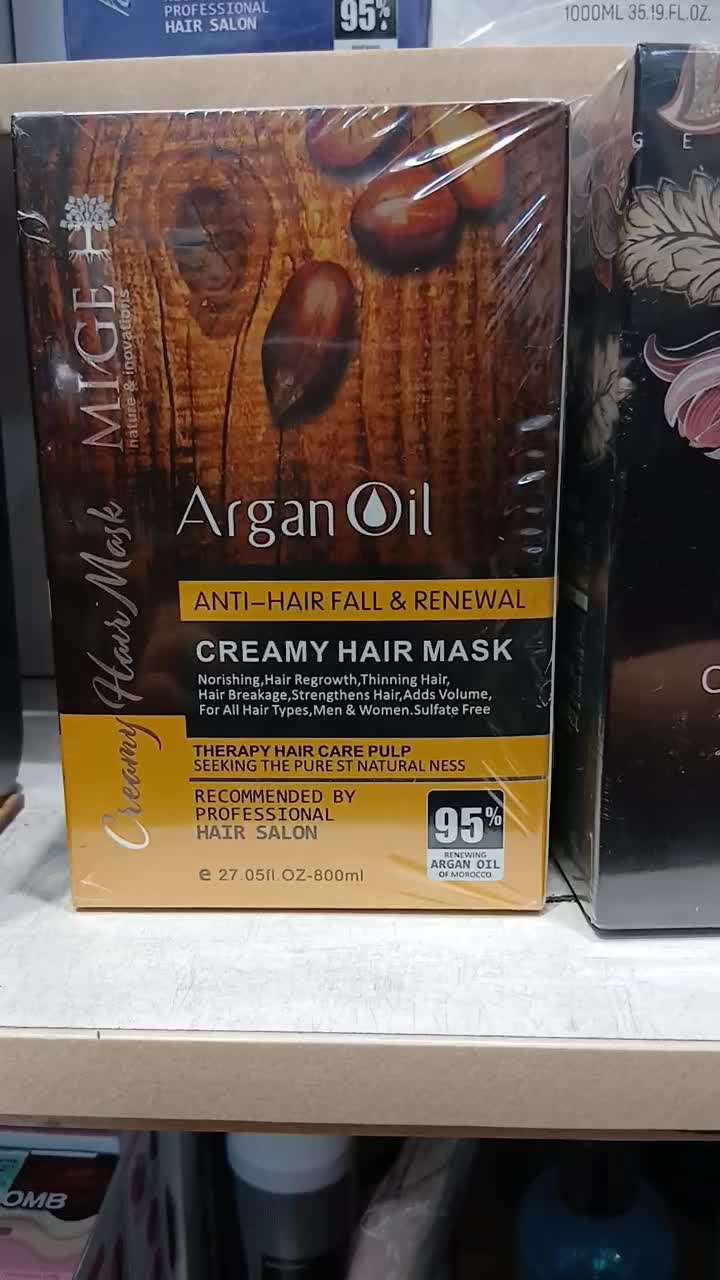 PROFESSIONAL
HAIR SALON
95%
1000ML 35.19.FL.OZ.
G E
MIGE
nature & inovations
Creamy Hair Mask
Argan Oil
ANTI-HAIR FALL & RENEWAL
CREAMY HAIR MASK
Norishing,Hair Regrowth,Thinning Hair,
Hair Breakage,Strengthens Hair,Adds Volume,
For All Hair Types,Men & Women.Sulfate Free
THERAPY HAIR CARE PULP
SEEKING THE PURE ST NATURAL NESS
RECOMMENDED BY
PROFESSIONAL
HAIR SALON
95%
RENEWING
ARGAN OIL
OF MOROCCO
e 27.05fl.OZ-800ml
OMB